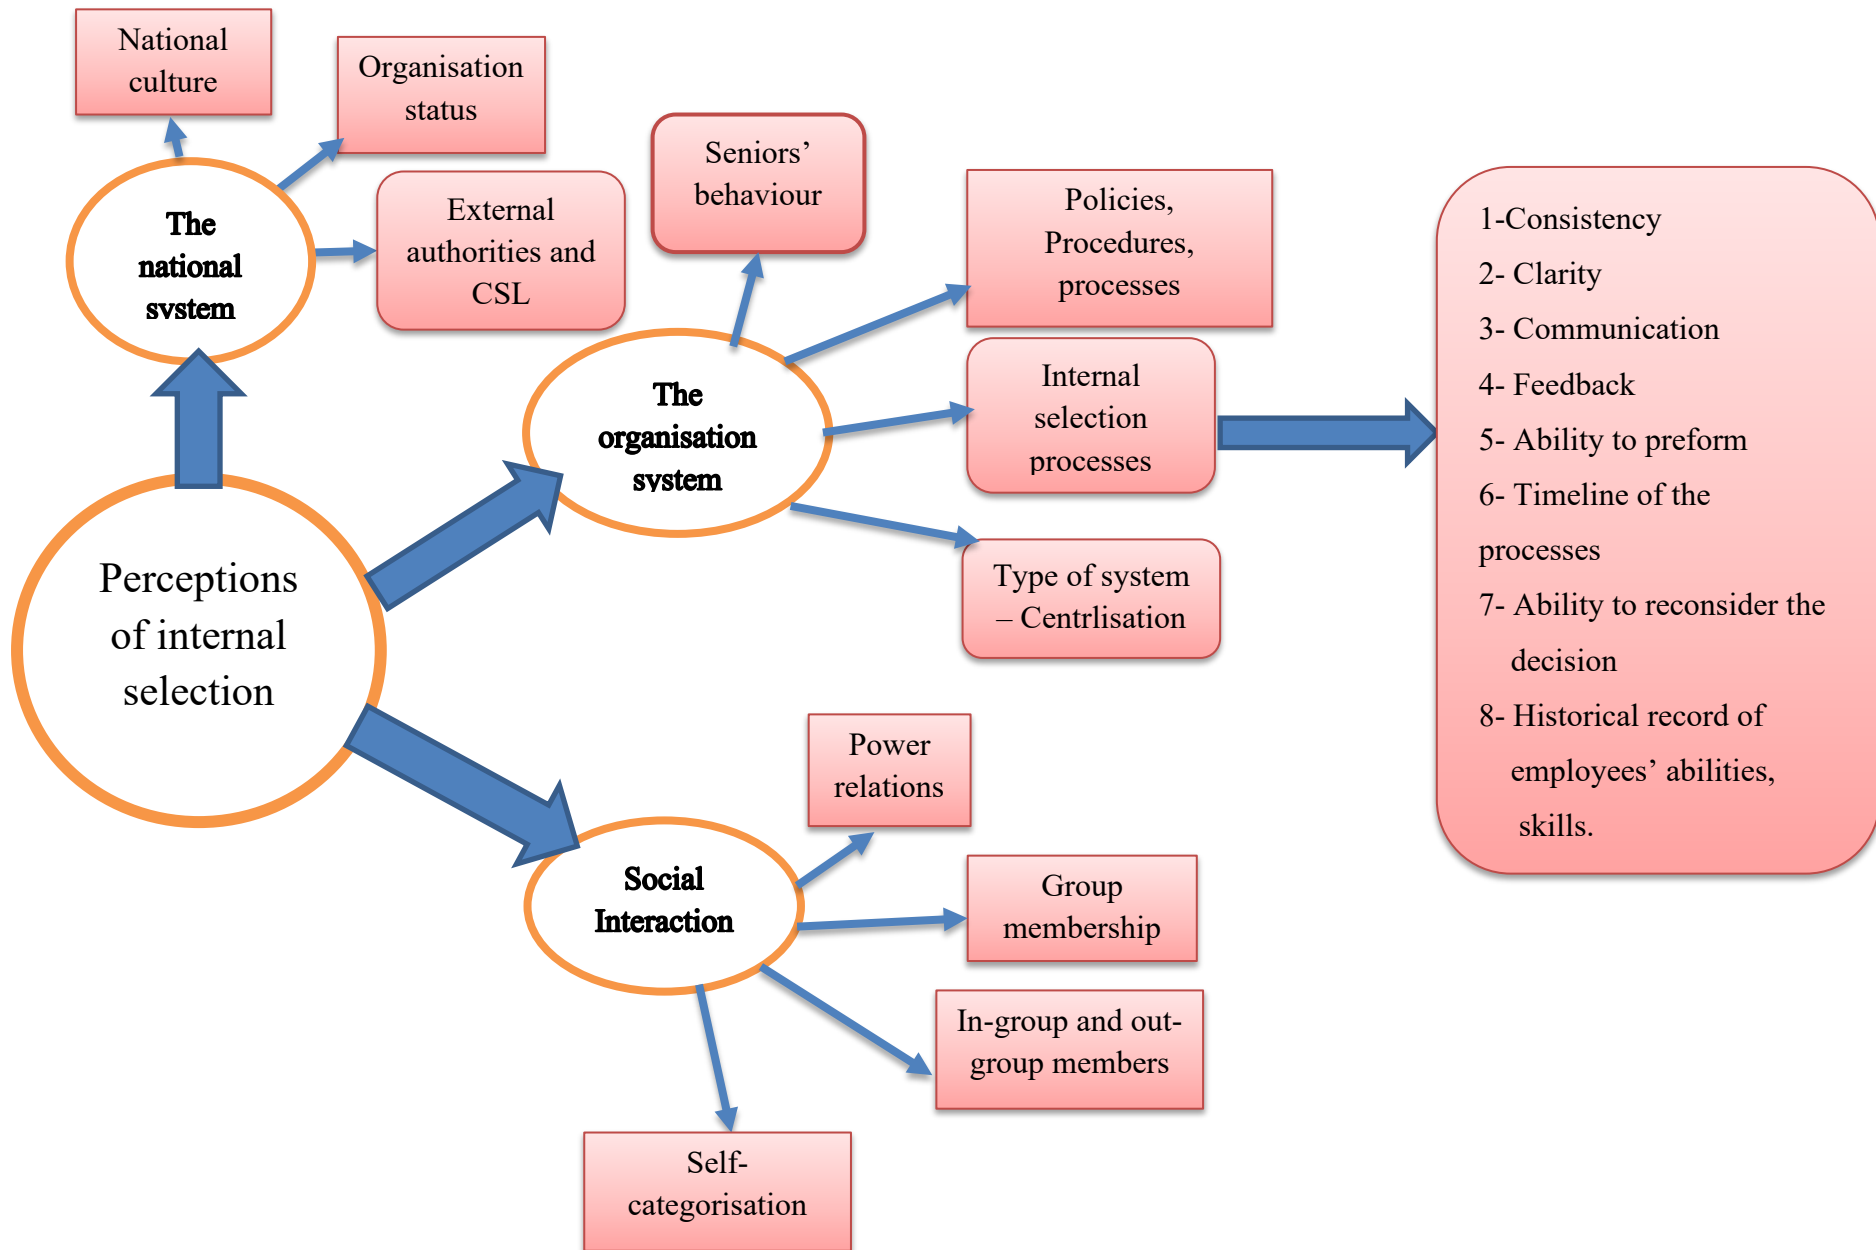 National
culture
Organisation
status
The
national
system
External
authorities and
CSL
Seniors’
behaviour
Policies,
Procedures,
processes
The
organisation
system
Internal
selection
processes
Type of system
– Centrlisation
1-Consistency
2- Clarity
3- Communication
4- Feedback
5- Ability to preform
6- Timeline of the
processes
7- Ability to reconsider the
decision
8- Historical record of
employees’ abilities,
skills.
Perceptions
of internal
selection
Power
relations
Social
Interaction
Group
membership
In-group and out-
group members
Self-
categorisation